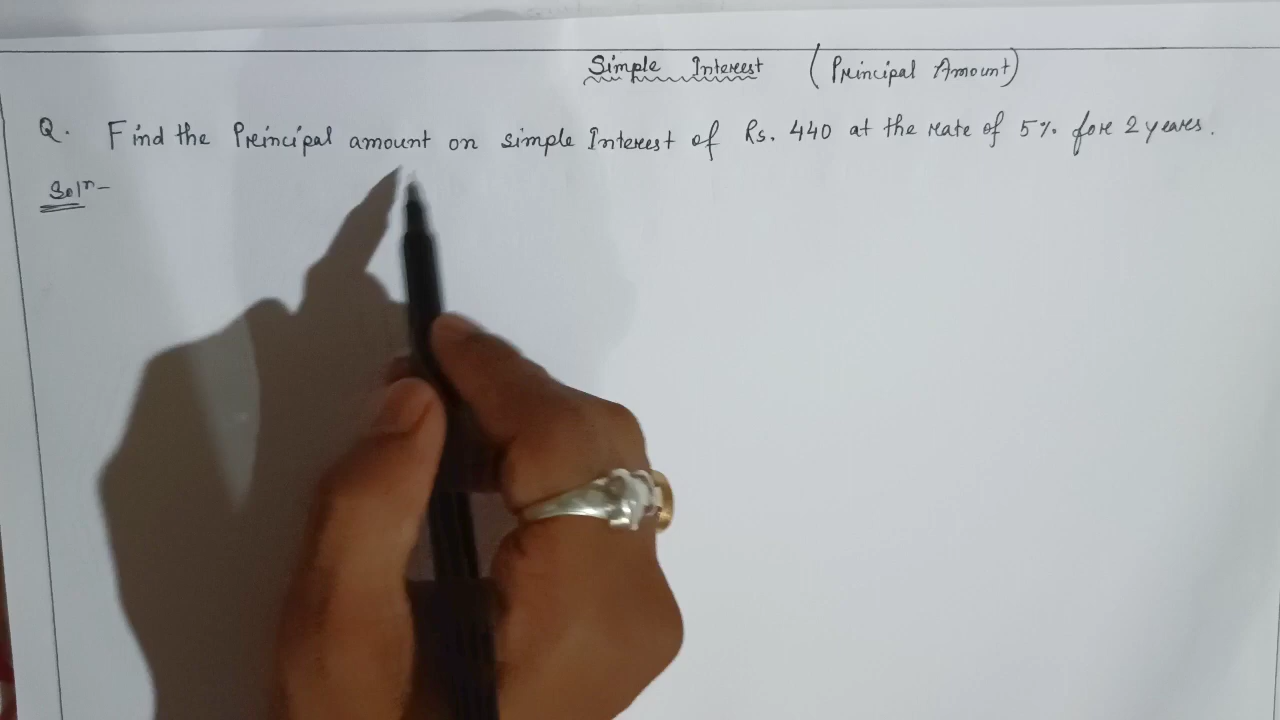 Simple Interest (Principal Amount)
Q. Find the Principal amount on simple Interest of Rs. 440 at the rate of 5% for 2 years.
Solⁿ-